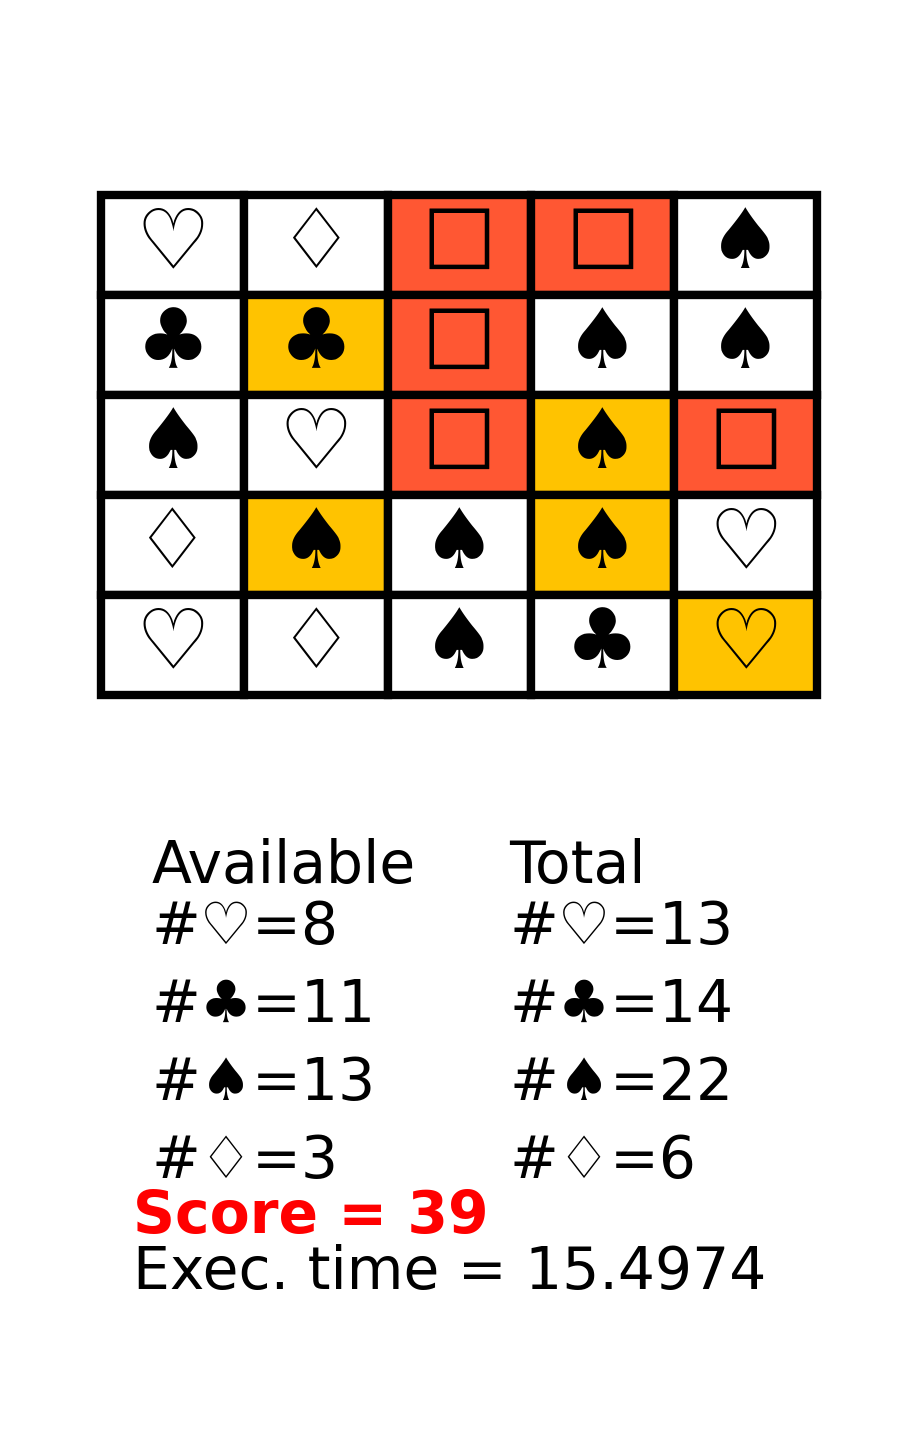 ♡ ♢ □ □ ♠
♣ ♣ □ ♠ ♠
♠ ♡ □ ♠ □
♢ ♠ ♠ ♠ ♡
♡ ♢ ♠ ♣ ♡
Available Total
#♡=8 #♡=13
#♣=11 #♣=14
#♠=13 #♠=22
#♢=3 #♢=6
Score = 39
Exec. time = 15.4974